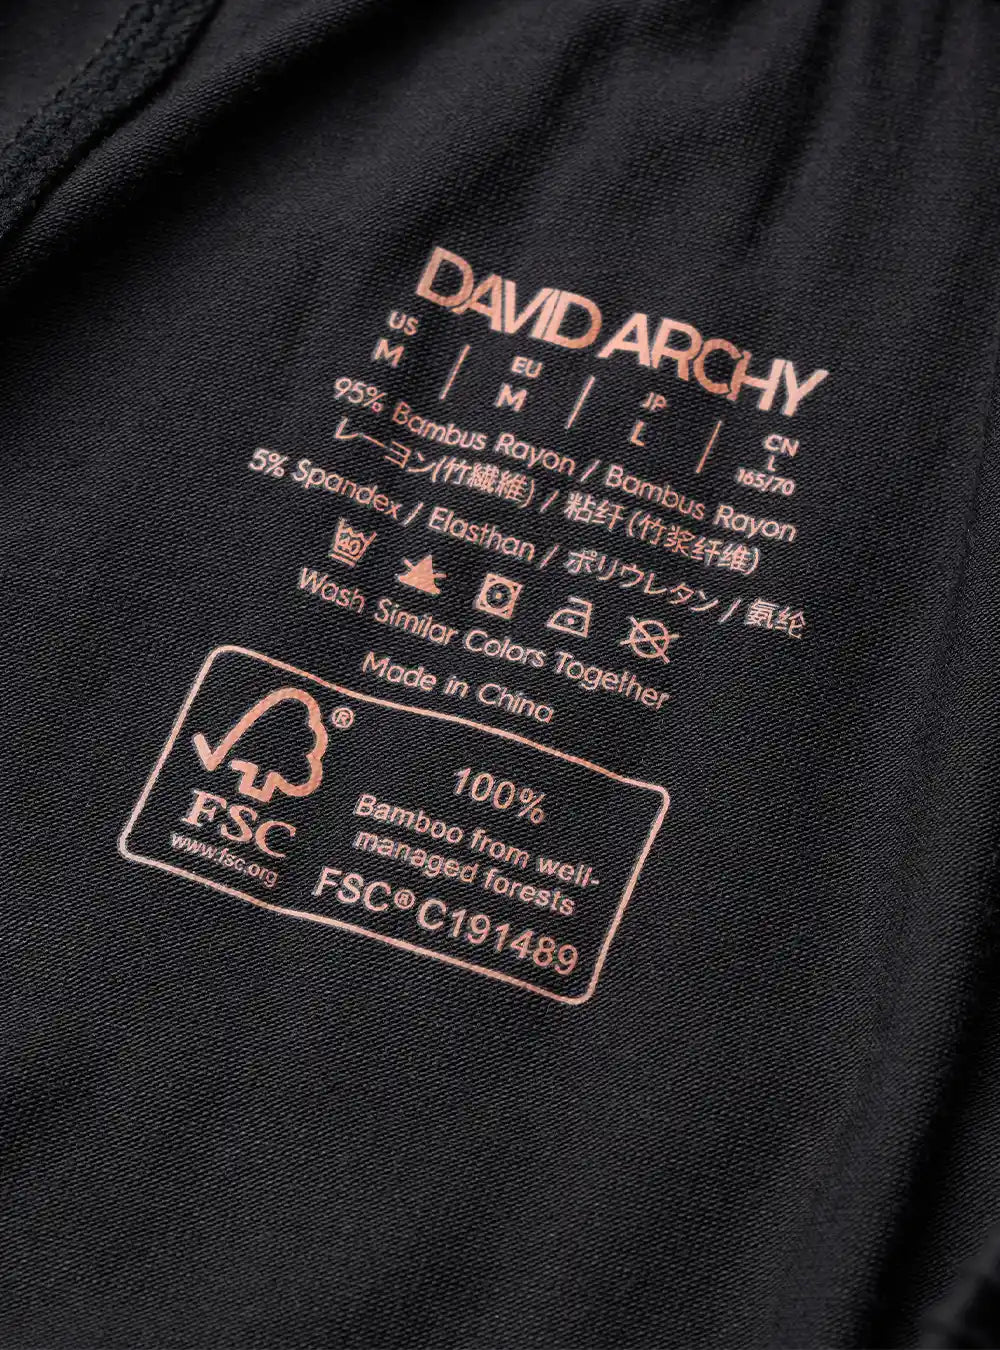 DAVID ARCHY
US M | EU M | JP L | CN L 165/70
95% Bambus Rayon / Bambus Rayon
レーヨン(竹繊維) / 粘纤 (竹浆纤维)
5% Spandex / Elasthan / ポリウレタン / 氨纶
40
Wash Similar Colors Together
Made in China
®
FSC
www.fsc.org
100%
Bamboo from well-
managed forests
FSC® C191489